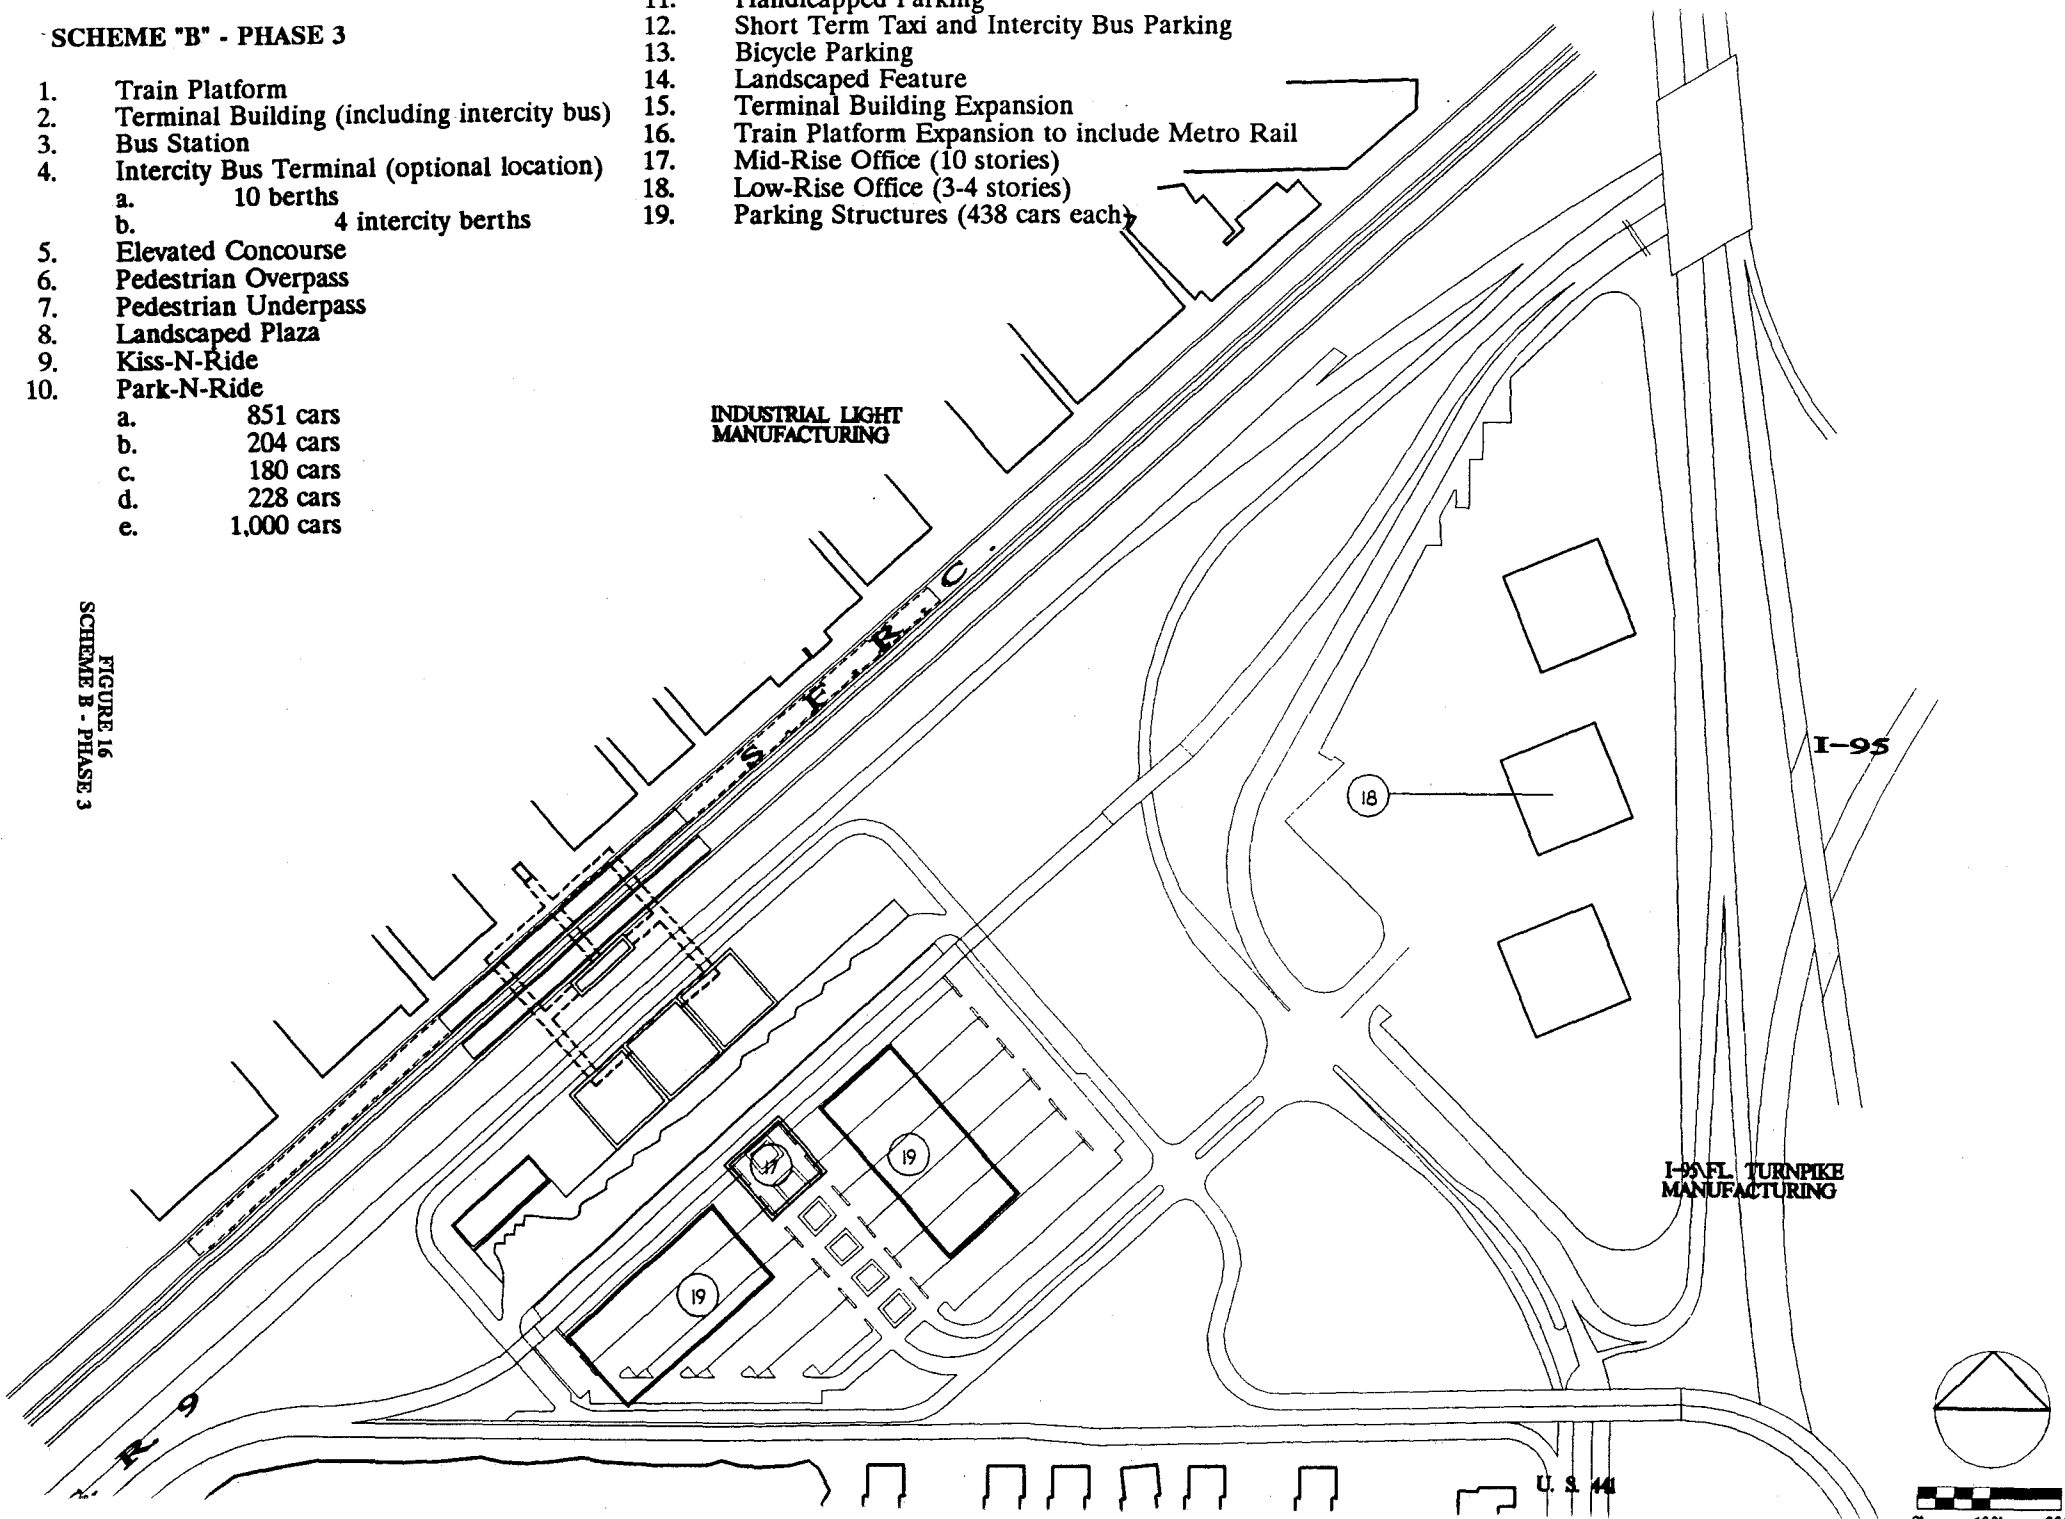 SCHEME "B" - PHASE 3
1. Train Platform
2. Terminal Building (including intercity bus)
3. Bus Station
4. Intercity Bus Terminal (optional location)
a. 10 berths
b. 4 intercity berths
5. Elevated Concourse
6. Pedestrian Overpass
7. Pedestrian Underpass
8. Landscaped Plaza
9. Kiss-N-Ride
10. Park-N-Ride
a. 851 cars
b. 204 cars
c. 180 cars
d. 228 cars
e. 1,000 cars
11. Handicapped Parking
12. Short Term Taxi and Intercity Bus Parking
13. Bicycle Parking
14. Landscaped Feature
15. Terminal Building Expansion
16. Train Platform Expansion to include Metro Rail
17. Mid-Rise Office (10 stories)
18. Low-Rise Office (3-4 stories)
19. Parking Structures (438 cars each)
FIGURE 16
SCHEME B - PHASE 3
INDUSTRIAL LIGHT
MANUFACTURING
S. F. R. C.
I-95
18
17
19
19
I-95\FL. TURNPIKE
MANUFACTURING
R 9
U. S. 441